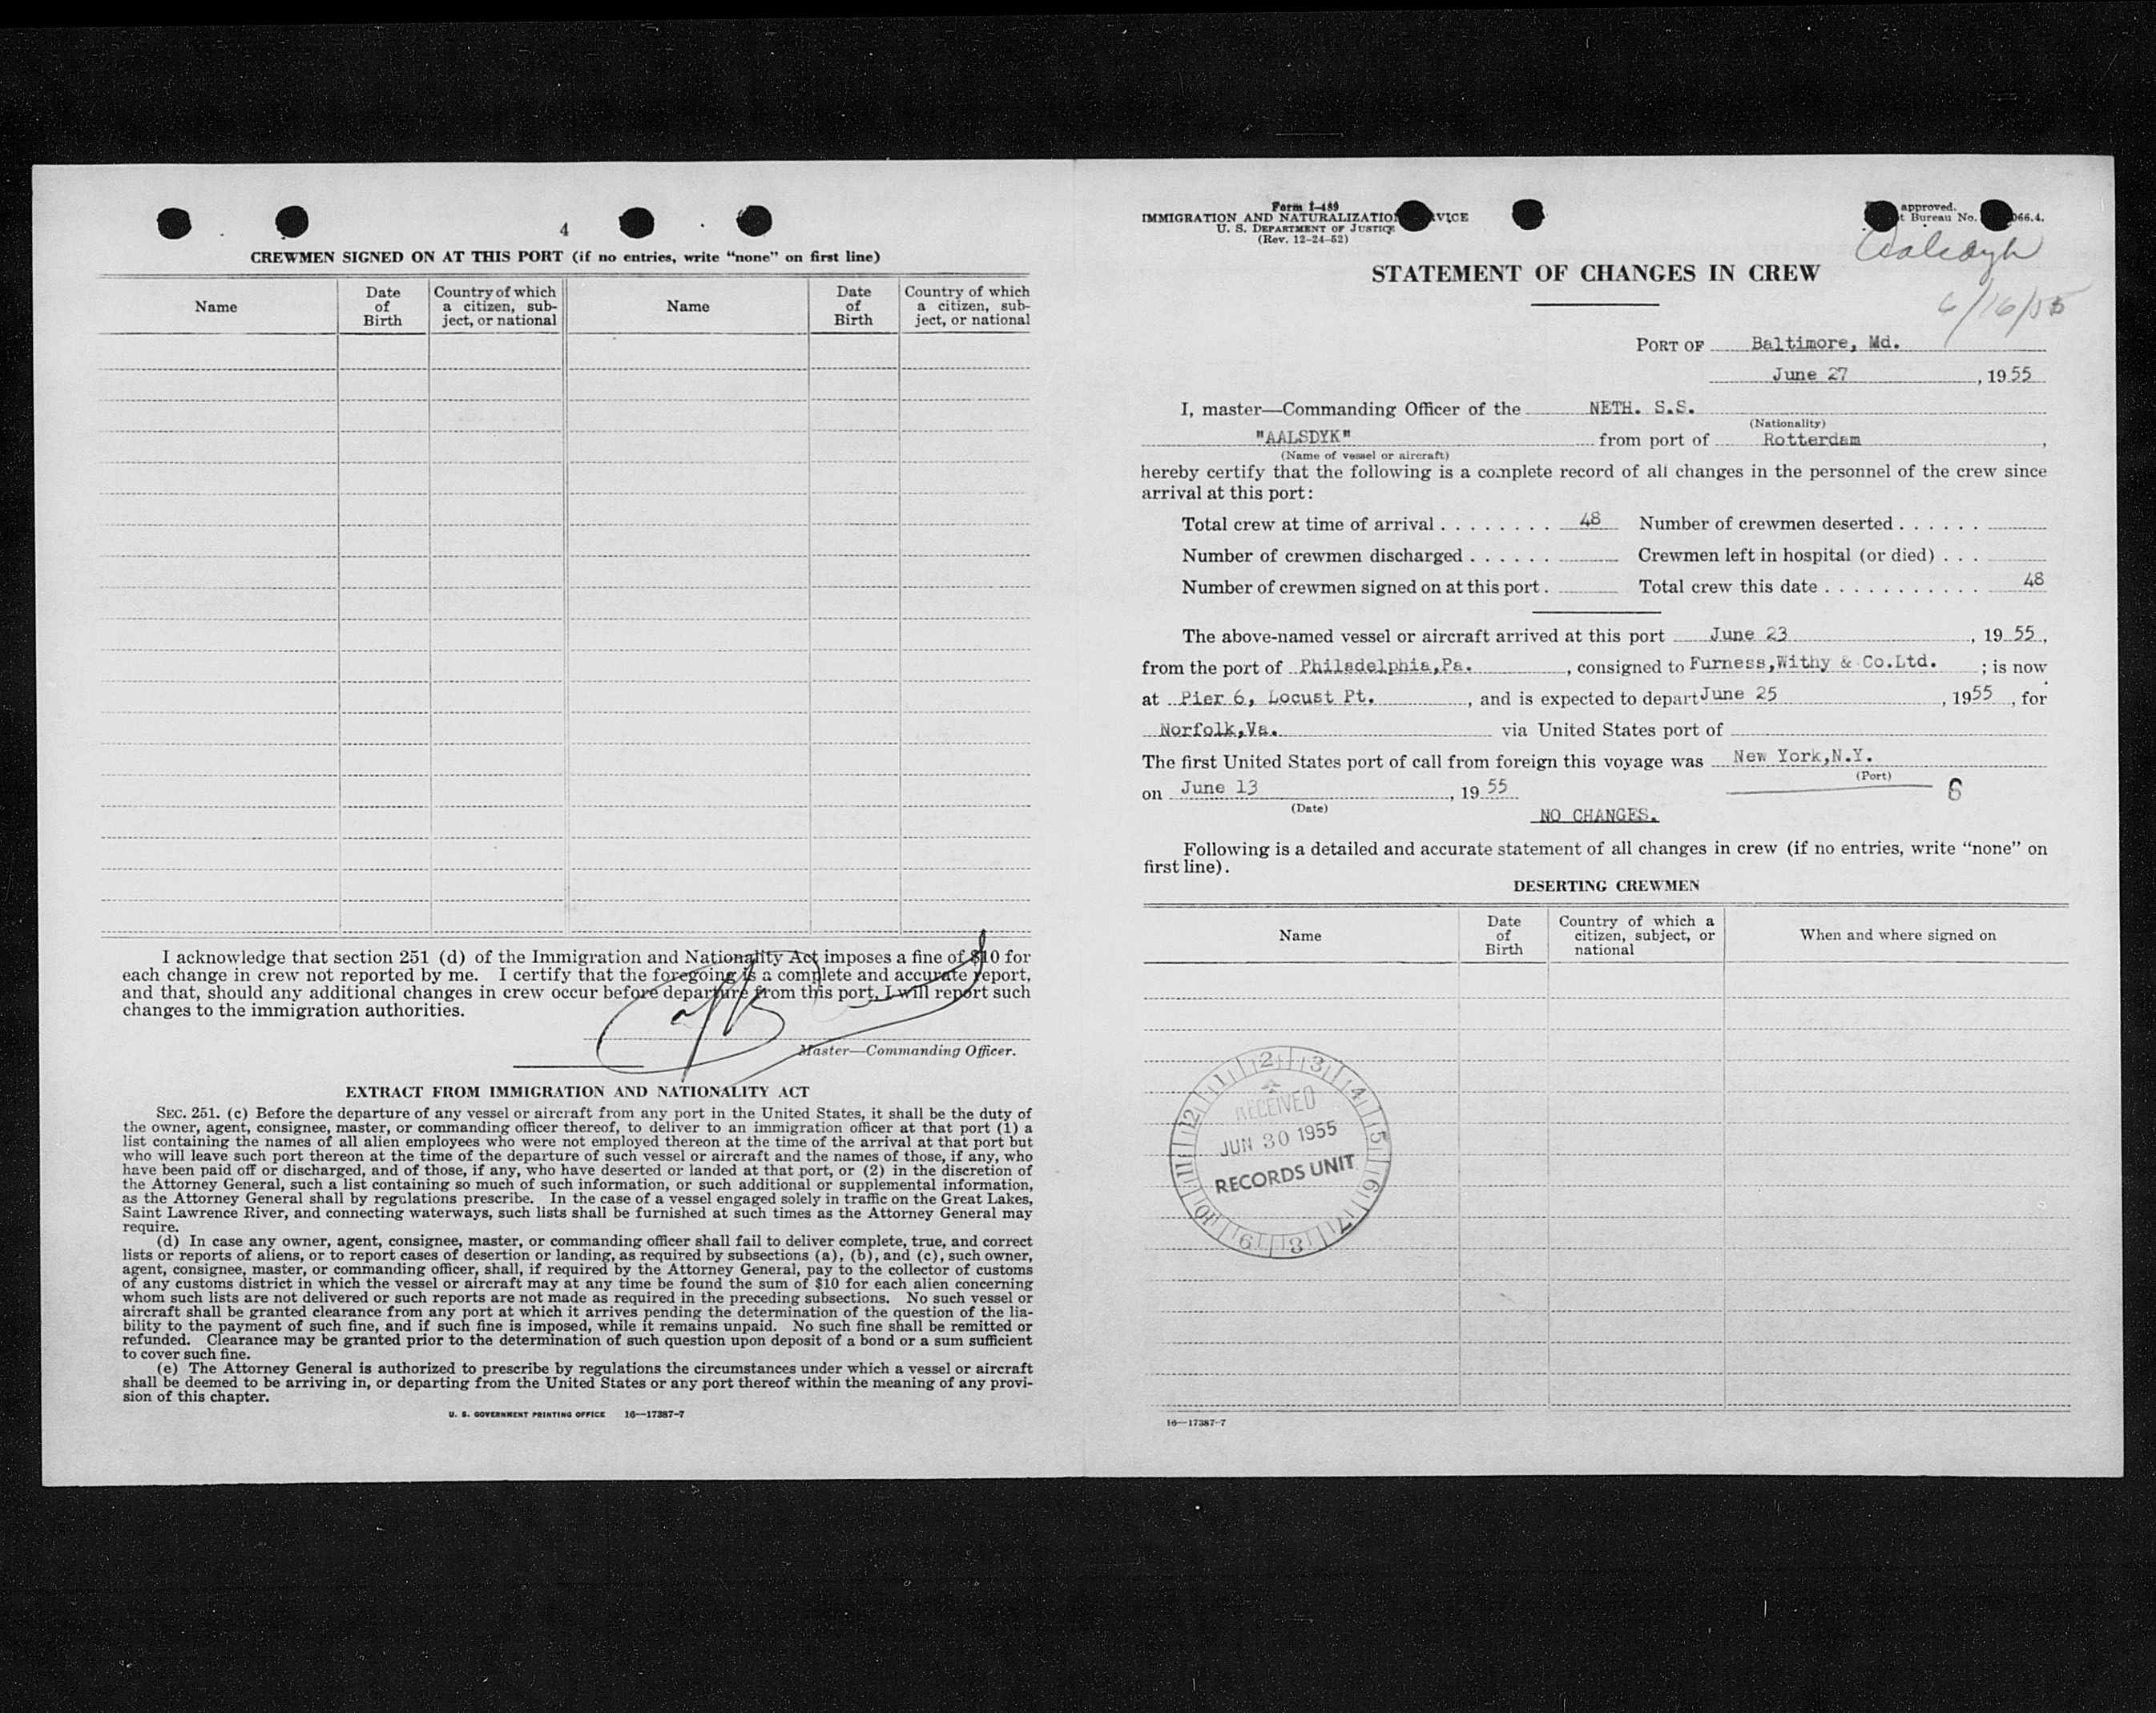 4
CREWMEN SIGNED ON AT THIS PORT (if no entries, write “none” on first line)
Name
Date
of
Birth
Country of which
a citizen, sub-
ject, or national
Name
Date
of
Birth
Country of which
a citizen, sub-
ject, or national
I acknowledge that section 251 (d) of the Immigration and Nationality Act imposes a fine of $10 for
each change in crew not reported by me. I certify that the foregoing is a complete and accurate report,
and that, should any additional changes in crew occur before departure from this port, I will report such
changes to the immigration authorities.
Master—Commanding Officer.
EXTRACT FROM IMMIGRATION AND NATIONALITY ACT
SEC. 251. (c) Before the departure of any vessel or aircraft from any port in the United States, it shall be the duty of
the owner, agent, consignee, master, or commanding officer thereof, to deliver to an immigration officer at that port (1) a
list containing the names of all alien employees who were not employed thereon at the time of the arrival at that port but
who will leave such port thereon at the time of the departure of such vessel or aircraft and the names of those, if any, who
have been paid off or discharged, and of those, if any, who have deserted or landed at that port, or (2) in the discretion of
the Attorney General, such a list containing so much of such information, or such additional or supplemental information,
as the Attorney General shall by regulations prescribe. In the case of a vessel engaged solely in traffic on the Great Lakes,
Saint Lawrence River, and connecting waterways, such lists shall be furnished at such times as the Attorney General may
require.
(d) In case any owner, agent, consignee, master, or commanding officer shall fail to deliver complete, true, and correct
lists or reports of aliens, or to report cases of desertion or landing, as required by subsections (a), (b), and (c), such owner,
agent, consignee, master, or commanding officer, shall, if required by the Attorney General, pay to the collector of customs
of any customs district in which the vessel or aircraft may at any time be found the sum of $10 for each alien concerning
whom such lists are not delivered or such reports are not made as required in the preceding subsections. No such vessel or
aircraft shall be granted clearance from any port at which it arrives pending the determination of the question of the lia-
bility to the payment of such fine, and if such fine is imposed, while it remains unpaid. No such fine shall be remitted or
refunded. Clearance may be granted prior to the determination of such question upon deposit of a bond or a sum sufficient
to cover such fine.
(e) The Attorney General is authorized to prescribe by regulations the circumstances under which a vessel or aircraft
shall be deemed to be arriving in, or departing from the United States or any port thereof within the meaning of any provi-
sion of this chapter.
U. S. GOVERNMENT PRINTING OFFICE 16—17387-7
Form I-489
IMMIGRATION AND NATURALIZATIO VICE
U. S. DEPARTMENT OF JUSTICE
(Rev. 12-24-52)
approved.
t Bureau No. 066.4.
6/16/55
STATEMENT OF CHANGES IN CREW
PORT OF Baltimore, Md.
June 27, 1955
I, master—Commanding Officer of the NETH. S.S.
(Nationality)
"AALSDYK" from port of Rotterdam,
(Name of vessel or aircraft)
hereby certify that the following is a complete record of all changes in the personnel of the crew since
arrival at this port:
Total crew at time of arrival . . . . . . . . 48 Number of crewmen deserted . . . . . .
Number of crewmen discharged . . . . . . Crewmen left in hospital (or died) . . .
Number of crewmen signed on at this port . Total crew this date . . . . . . . . . . . 48
The above-named vessel or aircraft arrived at this port June 23, 1955,
from the port of Philadelphia,Pa., consigned to Furness,Withy & Co.Ltd. ; is now
at Pier 6, Locust Pt., and is expected to depart June 25, 1955, for
Norfolk,Va. via United States port of
The first United States port of call from foreign this voyage was New York,N.Y.
(Port)
on June 13, 1955
6
(Date)
NO CHANGES.
Following is a detailed and accurate statement of all changes in crew (if no entries, write “none” on
first line).
DESERTING CREWMEN
Name
Date
of
Birth
Country of which a
citizen, subject, or
national
When and where signed on
1 2 3 4 5 6 7 8 9 10 11 12
RECEIVED
JUN 30 1955
RECORDS UNIT
16—17387-7